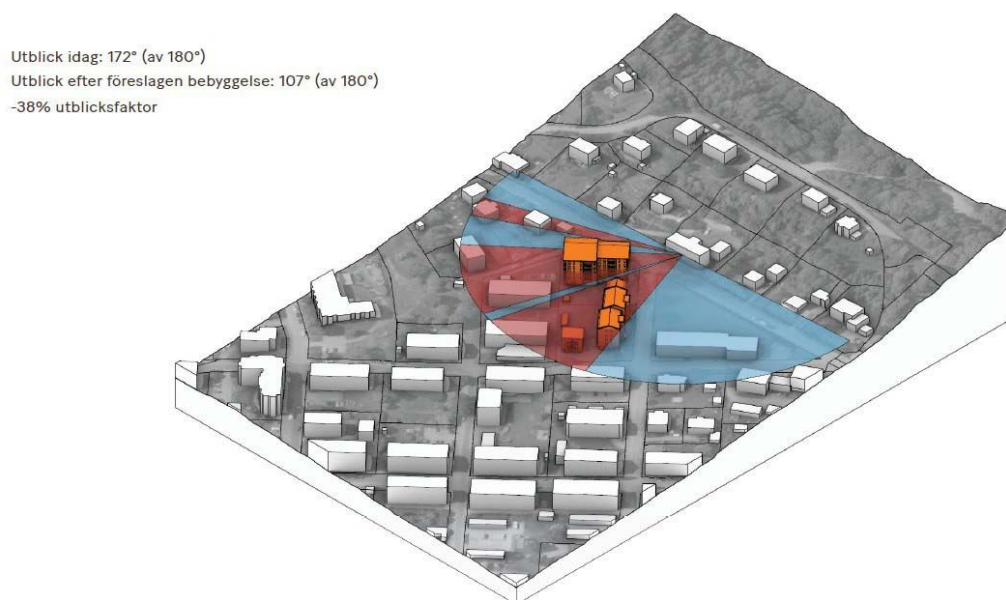 Utblick idag: 172° (av 180°)
Utblick efter föreslagen bebyggelse: 107° (av 180°)
-38% utblicksfaktor